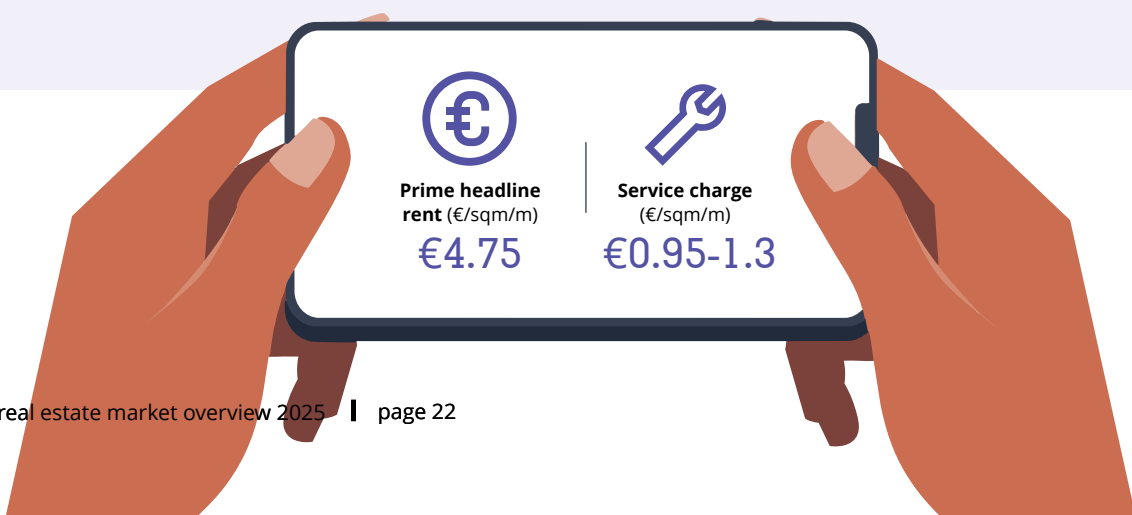 Prime headline
rent (€/sqm/m)
€4.75
Service charge
(€/sqm/m)
€0.95-1.3
real estate market overview 2025 | page 22